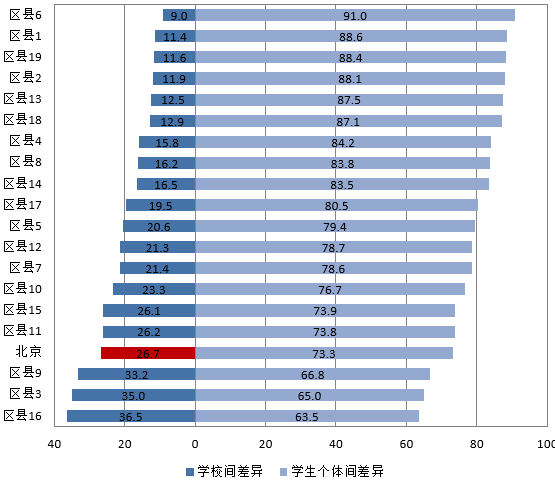 区县6 9.0 91.0
区县1 11.4 88.6
区县19 11.6 88.4
区县2 11.9 88.1
区县13 12.5 87.5
区县18 12.9 87.1
区县4 15.8 84.2
区县8 16.2 83.8
区县14 16.5 83.5
区县17 19.5 80.5
区县5 20.6 79.4
区县12 21.3 78.7
区县7 21.4 78.6
区县10 23.3 76.7
区县15 26.1 73.9
区县11 26.2 73.8
北京 26.7 73.3
区县9 33.2 66.8
区县3 35.0 65.0
区县16 36.5 63.5
40 20 0 20 40 60 80 100
学校间差异 学生个体间差异